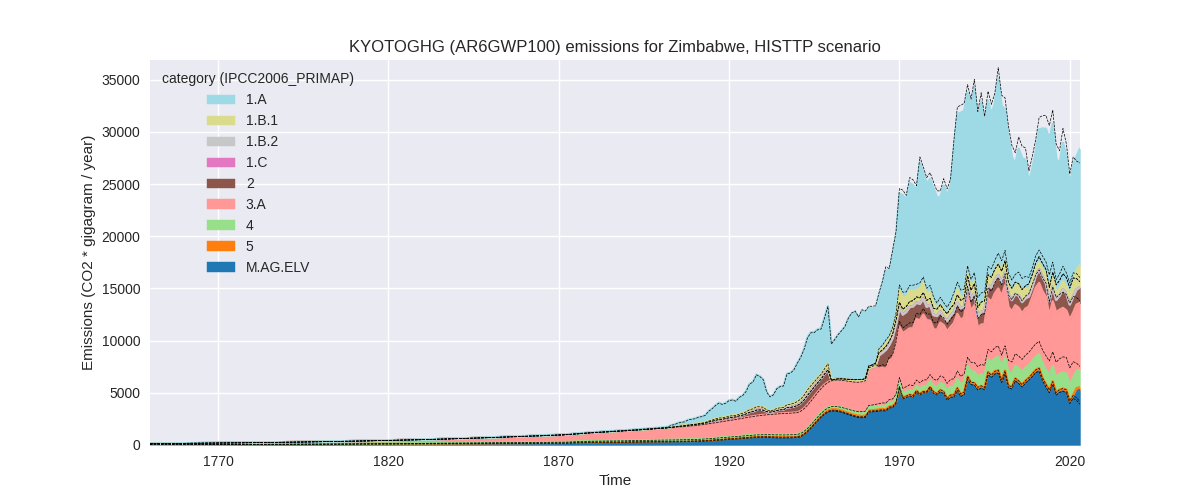 KYOTOGHG (AR6GWP100) emissions for Zimbabwe, HISTTP scenario
Emissions (CO2 * gigagram / year)
35000
30000
25000
20000
15000
10000
5000
0
category (IPCC2006_PRIMAP)
1.A
1.B.1
1.B.2
1.C
2
3.A
4
5
M.AG.ELV
1770
1820
1870
1920
1970
2020
Time